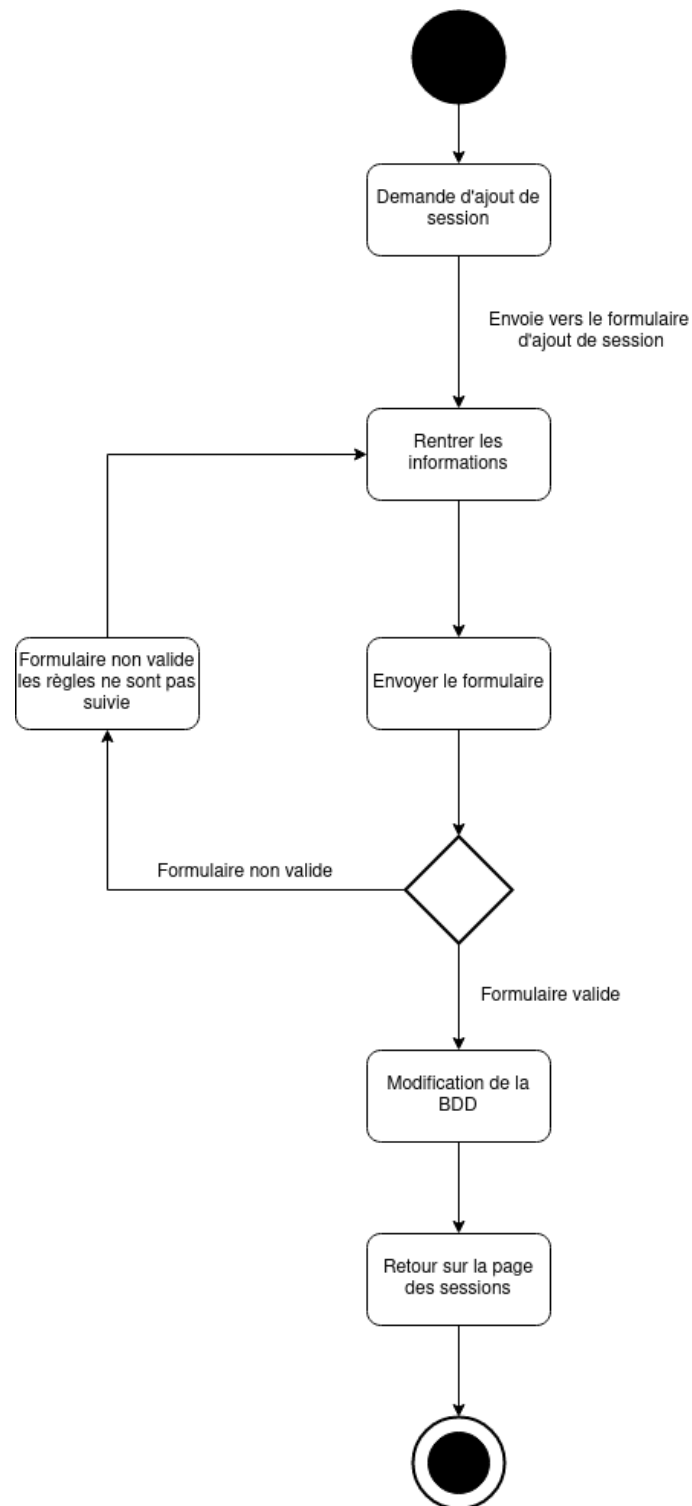 Demande d'ajout de
session
Envoie vers le formulaire
d'ajout de session
Rentrer les
informations
Formulaire non valide
les règles ne sont pas
suivie
Envoyer le formulaire
Formulaire non valide
Formulaire valide
Modification de la
BDD
Retour sur la page
des sessions